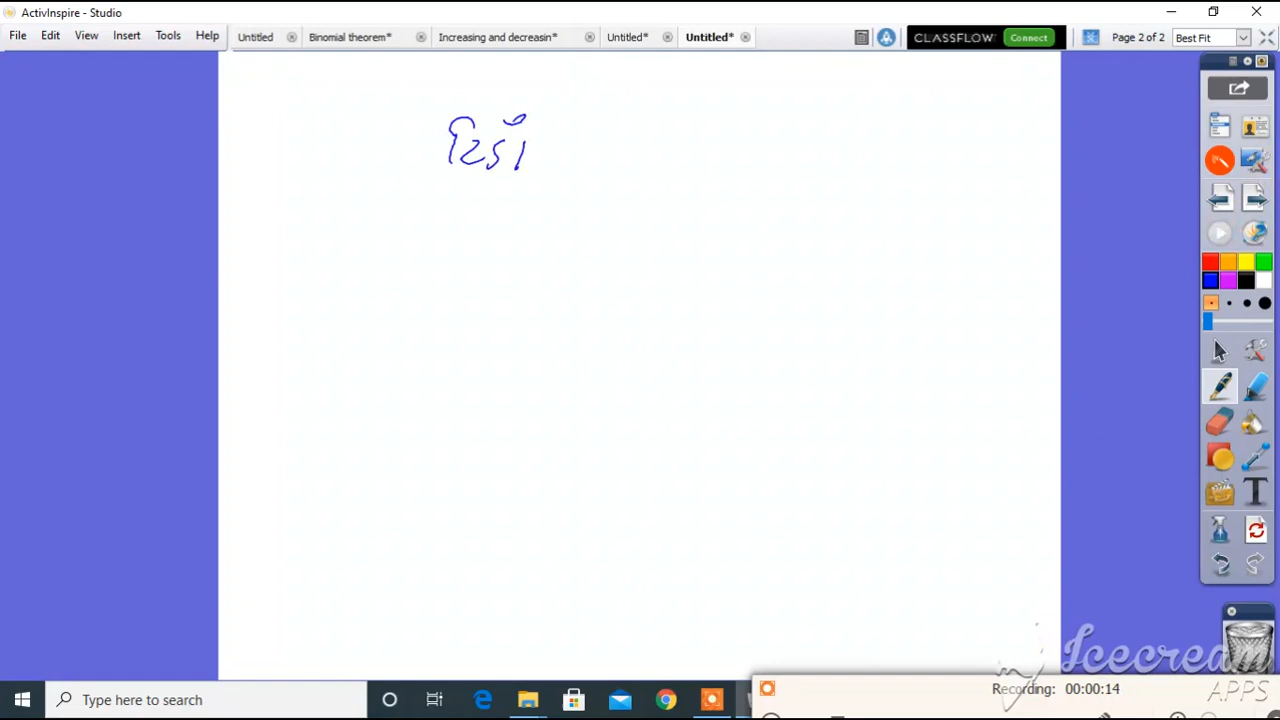 ActivInspire - Studio
File Edit View Insert Tools Help Untitled Binomial theorem* Increasing and decreasin* Untitled* Untitled* CLASSFLOW Connect Page 2 of 2 Best Fit
T
Icecream
APPS
Type here to search
Recording: 00:00:14